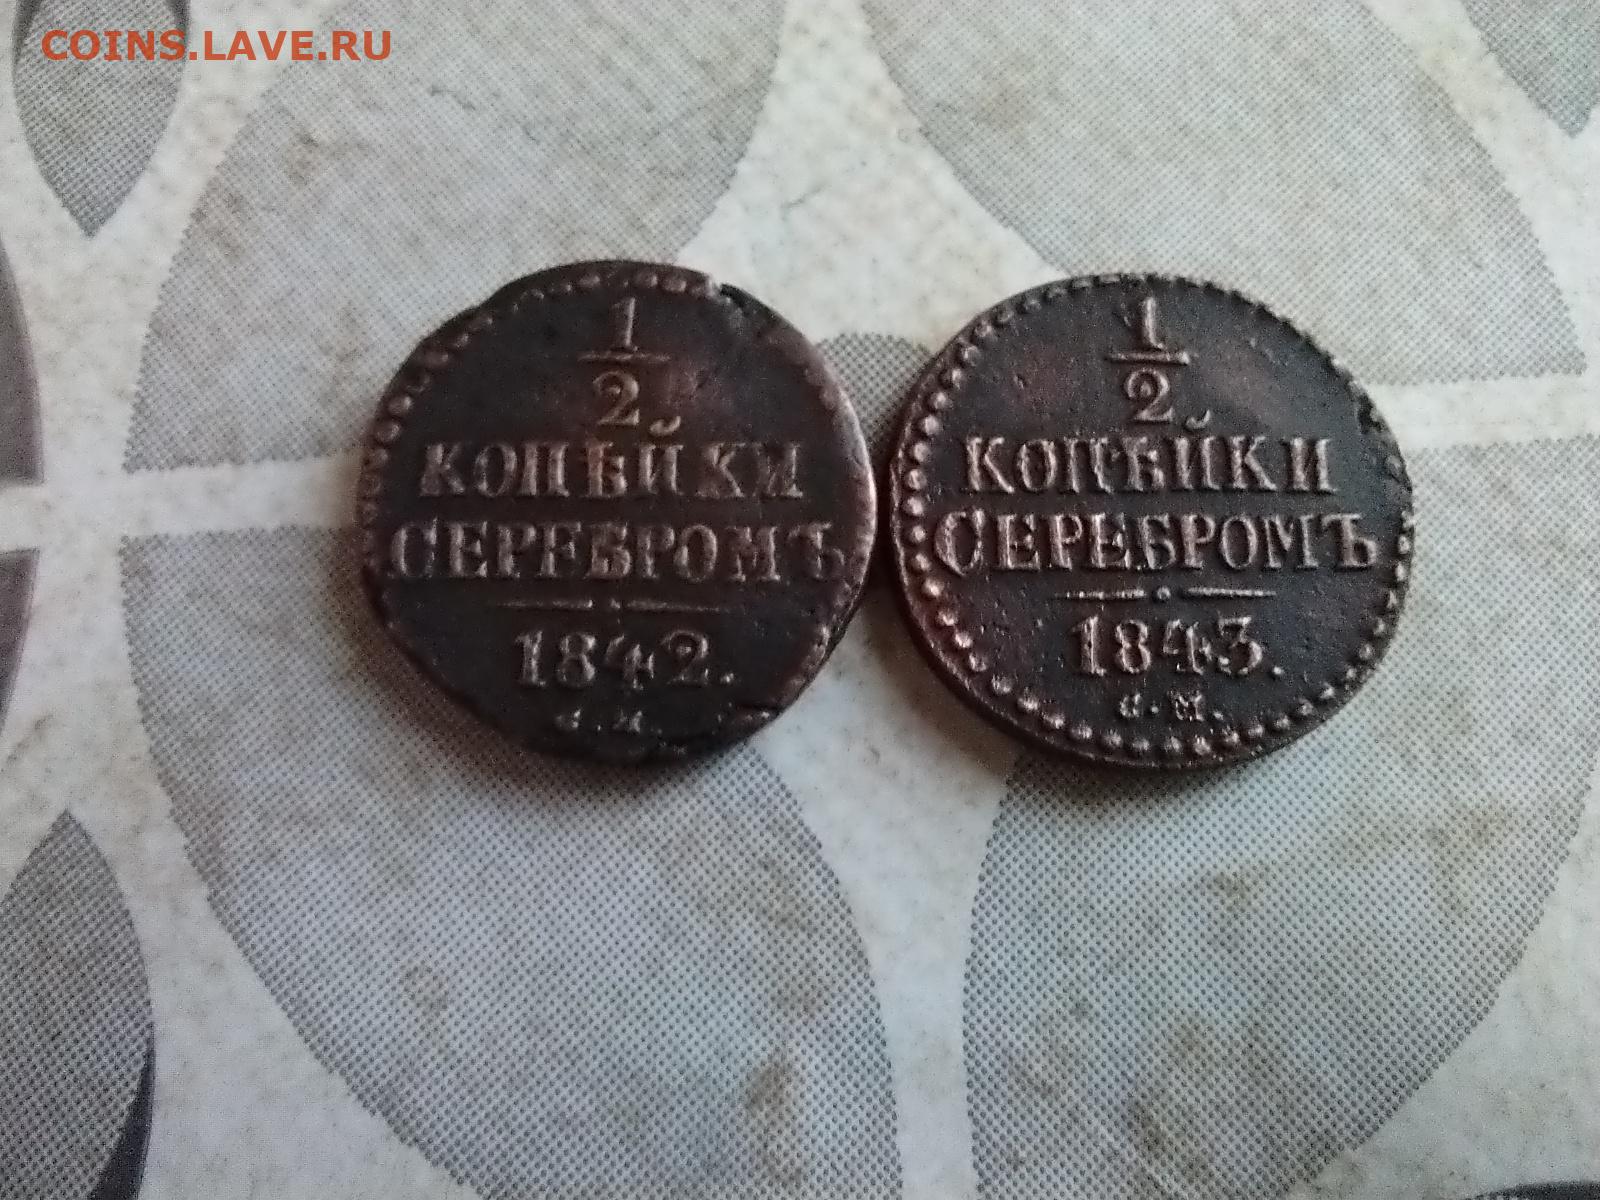 COINS.LAVE.RU
1
2
КОПѢЙКИ
СЕРЕБРОМЪ
1842.
С.М.
1
2
КОПѢЙКИ
СЕРЕБРОМЪ
1843.
С.М.